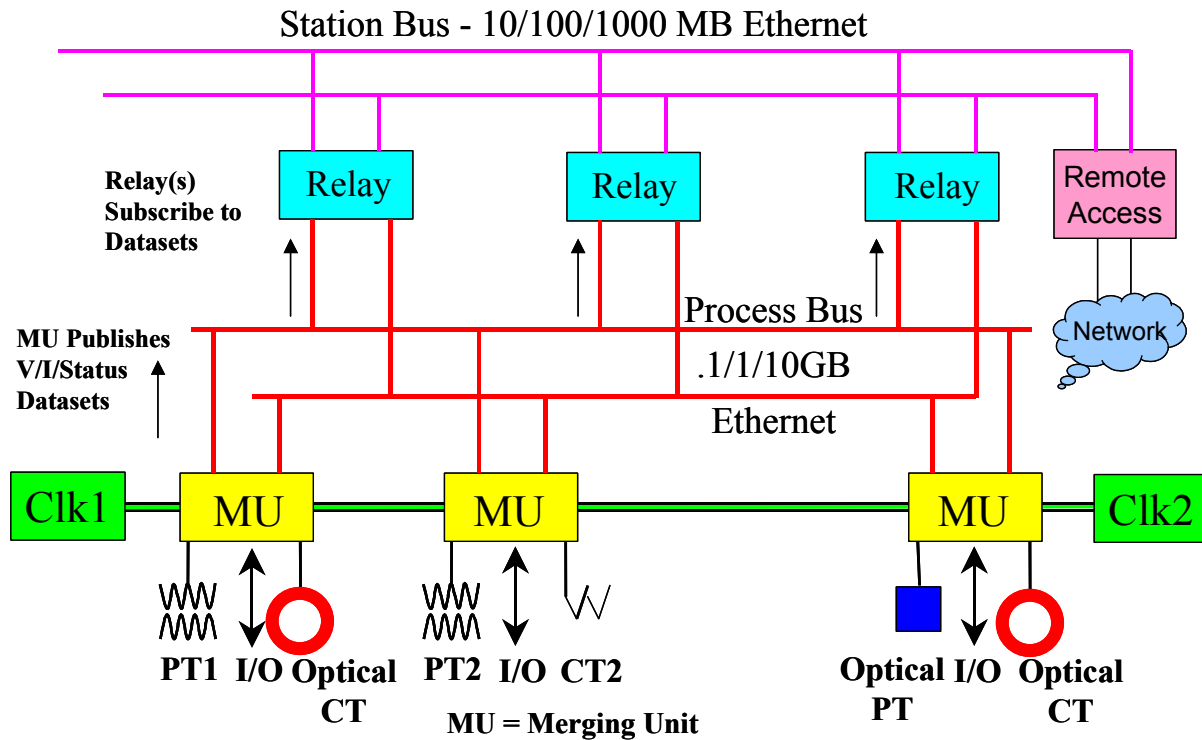 Station Bus - 10/100/1000 MB Ethernet
Relay(s)
Subscribe to
Datasets
Relay
Relay
Relay
Remote
Access
Process Bus
Network
MU Publishes
V/I/Status
Datasets
.1/1/10GB
Ethernet
Clk1
MU
MU
MU
Clk2
PT1
I/O
Optical
CT
PT2
I/O
CT2
Optical
PT
I/O
Optical
CT
MU = Merging Unit